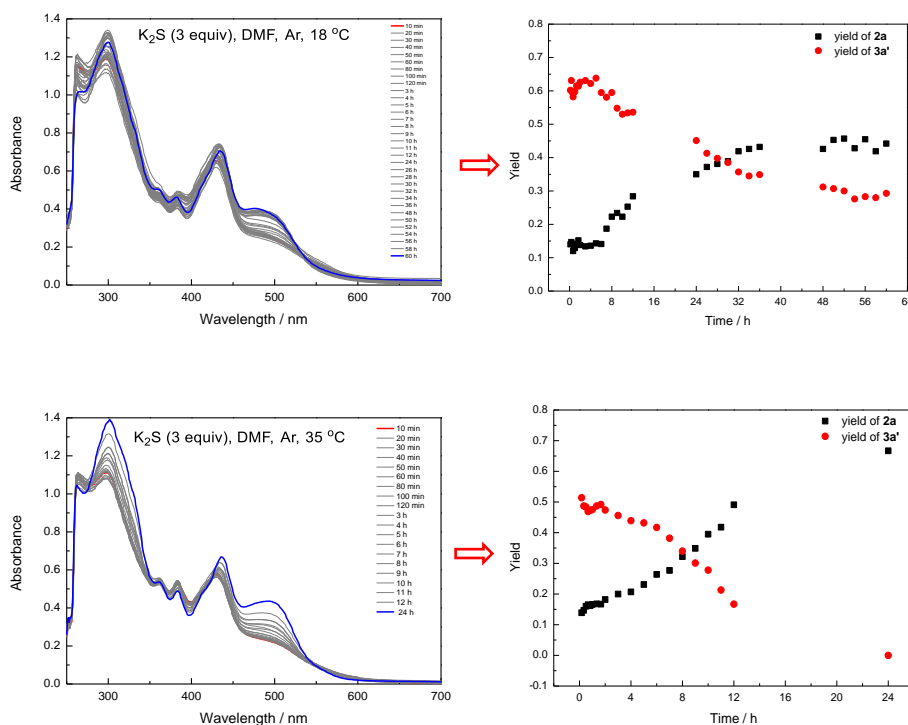 K2S (3 equiv), DMF, Ar, 18 °C
1.4
1.2
1.0
0.8
0.6
0.4
0.2
0.0
Absorbance
300
400
500
600
700
Wavelength / nm
10 min
20 min
30 min
40 min
50 min
60 min
80 min
100 min
120 min
3 h
4 h
5 h
6 h
7 h
8 h
9 h
10 h
11 h
12 h
24 h
26 h
28 h
30 h
32 h
34 h
36 h
48 h
50 h
52 h
54 h
56 h
58 h
60 h
0.8
0.7
0.6
0.5
0.4
0.3
0.2
0.1
0.0
Yield
yield of 2a
yield of 3a'
0
8
16
24
32
40
48
56
64
Time / h
K2S (3 equiv), DMF, Ar, 35 °C
1.4
1.2
1.0
0.8
0.6
0.4
0.2
0.0
Absorbance
300
400
500
600
700
Wavelength / nm
10 min
20 min
30 min
40 min
50 min
60 min
80 min
100 min
120 min
3 h
4 h
5 h
6 h
7 h
8 h
9 h
10 h
11 h
12 h
24 h
0.8
0.7
0.6
0.5
0.4
0.3
0.2
0.1
0.0
-0.1
Yield
yield of 2a
yield of 3a'
0
4
8
12
16
20
24
Time / h